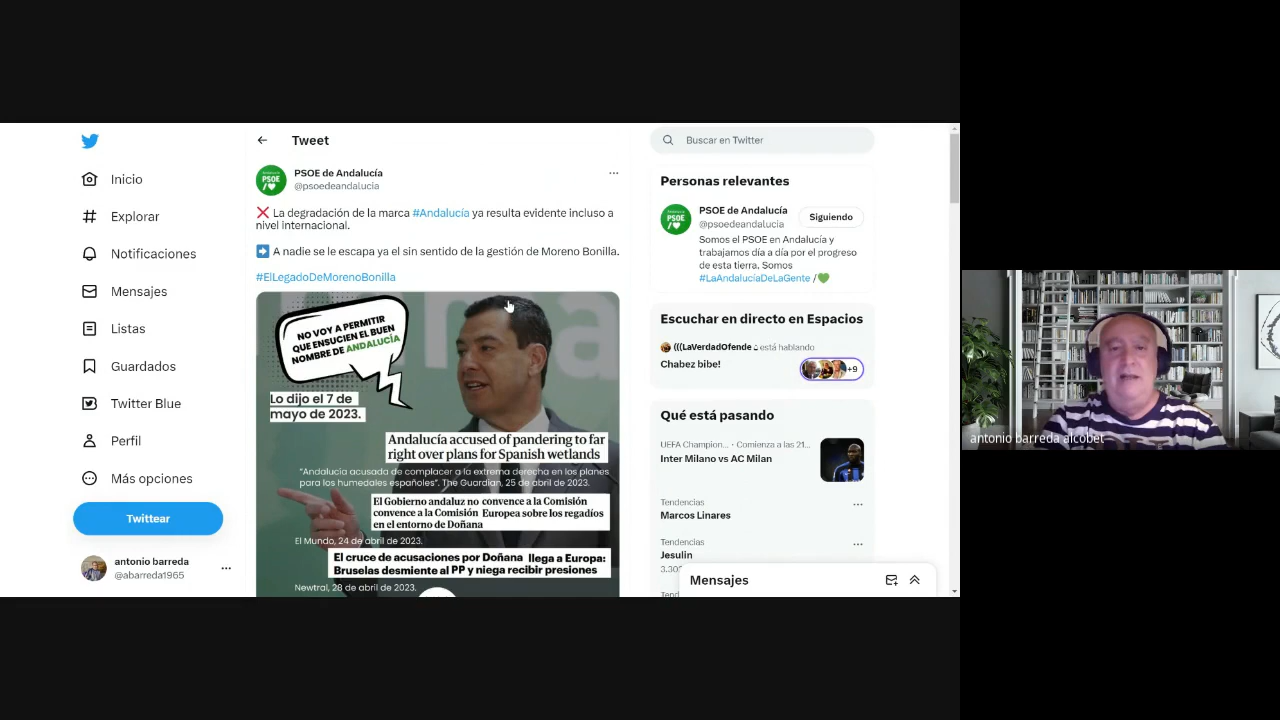 Inicio
Explorar
Notificaciones
Mensajes
Listas
Guardados
Twitter Blue
Perfil
Más opciones
Twittear
antonio barreda
@abarreda1965
Tweet
PSOE de Andalucía
@psoedeandalucia
❌ La degradación de la marca #Andalucía ya resulta evidente incluso a
nivel internacional.
➡️ A nadie se le escapa ya el sin sentido de la gestión de Moreno Bonilla.
#ElLegadoDeMorenoBonilla
NO VOY A PERMITIR
QUE ENSUCIEN EL BUEN
NOMBRE DE ANDALUCÍA
Lo dijo el 7 de
mayo de 2023.
Andalucía accused of pandering to far
right over plans for Spanish wetlands
"Andalucía acusada de complacer a la extrema derecha en los planes
para los humedales españoles". The Guardian, 25 de abril de 2023.
El Gobierno andaluz no convence a la Comisión
convence a la Comisión Europea sobre los regadíos
en el entorno de Doñana
El Mundo, 24 de abril de 2023.
El cruce de acusaciones por Doñana llega a Europa:
Bruselas desmiente al PP y niega recibir presiones
Newtral, 28 de abril de 2023.
Buscar en Twitter
Personas relevantes
PSOE de Andalucía
@psoedeandalucia
Siguiendo
Somos el PSOE en Andalucía y
trabajamos día a día por el progreso
de esta tierra. Somos
#LaAndalucíaDeLaGente /💚
Escuchar en directo en Espacios
(((LaVerdadOfende está hablando
Chabez bibe!
+9
Qué está pasando
UEFA Champion... · Comienza a las 21...
Inter Milano vs AC Milan
Tendencias
Marcos Linares
Tendencias
Jesulin
Mensajes
antonio barreda alcobet